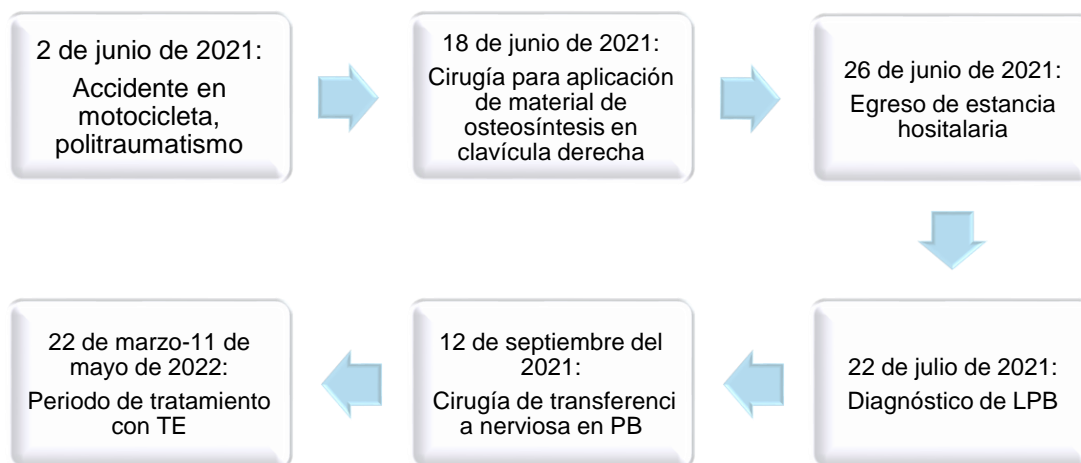 2 de junio de 2021:
Accidente en
motocicleta,
politraumatismo
18 de junio de 2021:
Cirugía para aplicación
de material de
osteosíntesis en
clavícula derecha
26 de junio de 2021:
Egreso de estancia
hositalaria
22 de julio de 2021:
Diagnóstico de LPB
12 de septiembre del
2021:
Cirugía de transferenci
a nerviosa en PB
22 de marzo-11 de
mayo de 2022:
Periodo de tratamiento
con TE